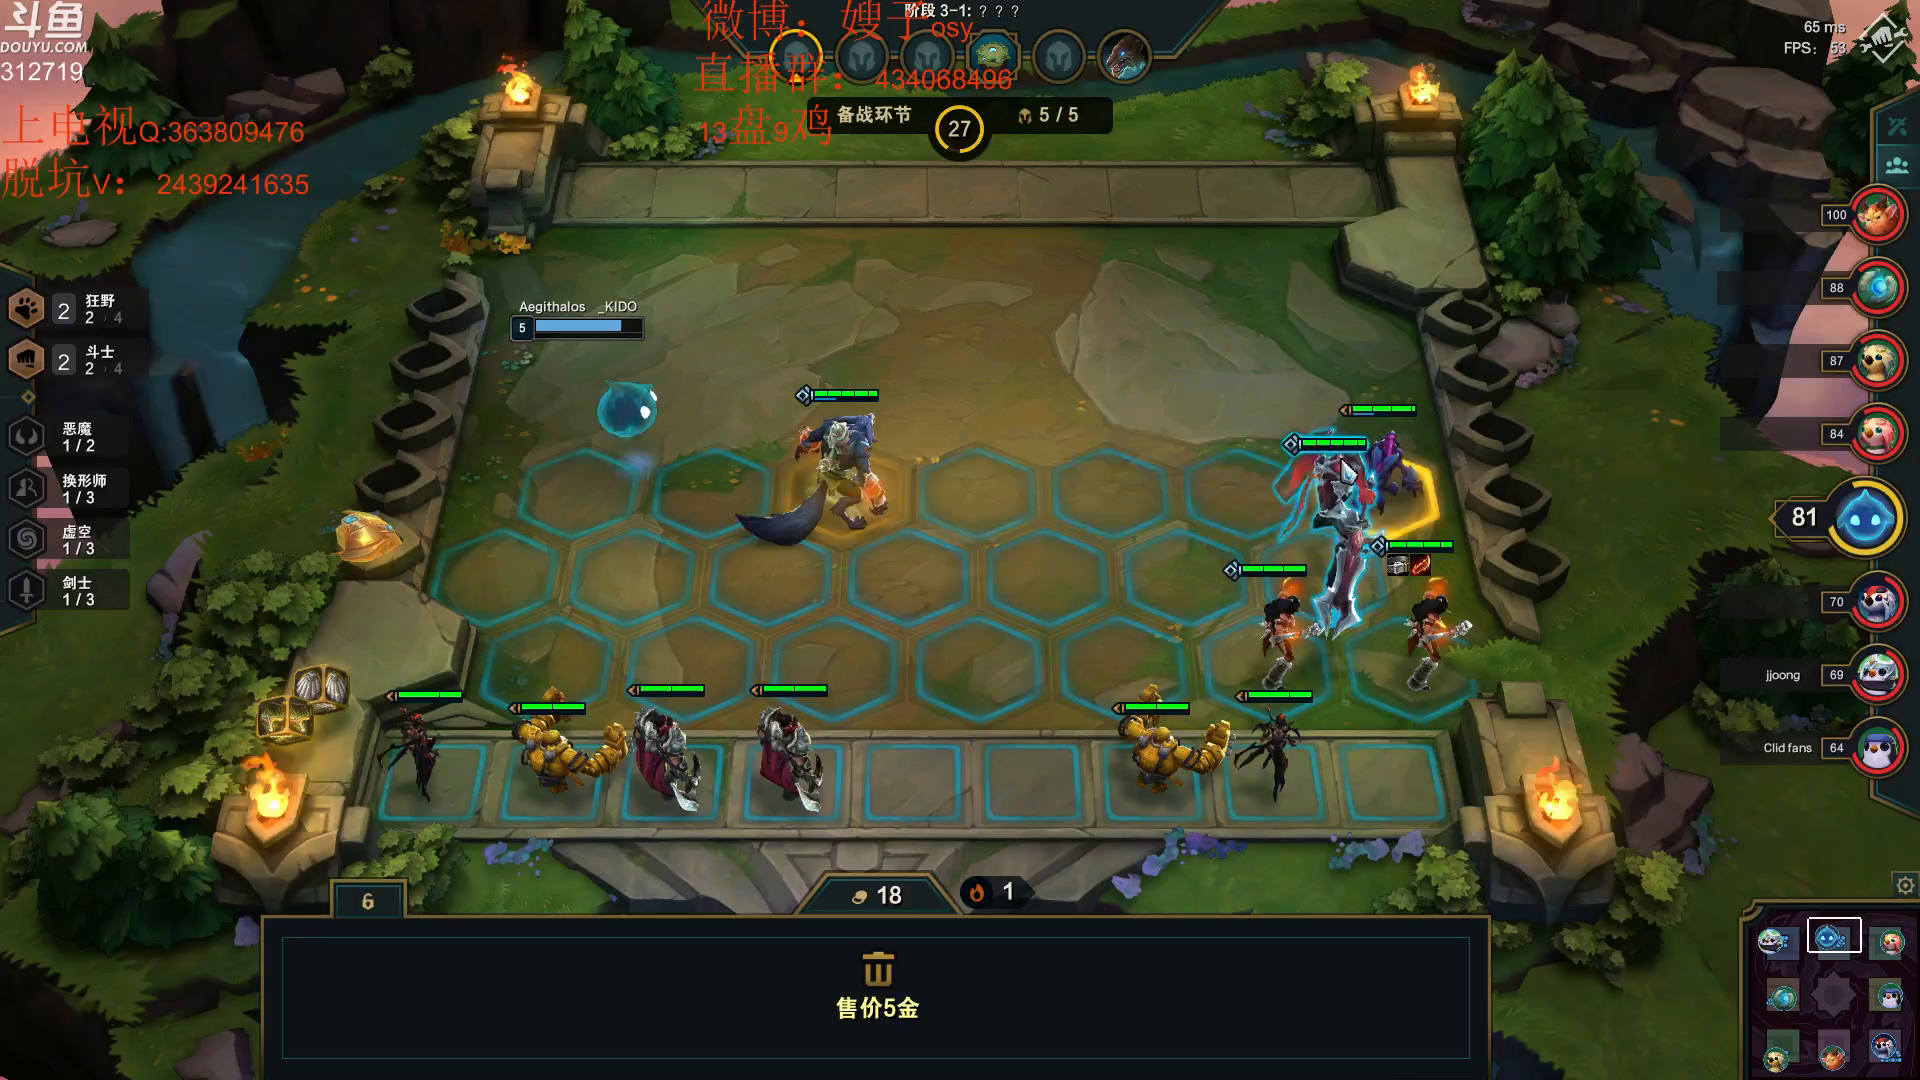 斗鱼
DOUYU.COM
312719
微博：嫂子osy
直播群：434068496
13盘9鸡
上电视Q:363809476
脱坑V：2439241635
阶段 3-1: ? ? ?
65 ms
FPS: 53
备战环节
27
5 / 5
2 狂野
2 › 4
2 斗士
2 › 4
恶魔
1 / 2
换形师
1 / 3
虚空
1 / 3
剑士
1 / 3
Aegithalos _KIDO
5
100
88
87
84
81
70
jjoong 69
Clid fans 64
6
18
1
售价5金